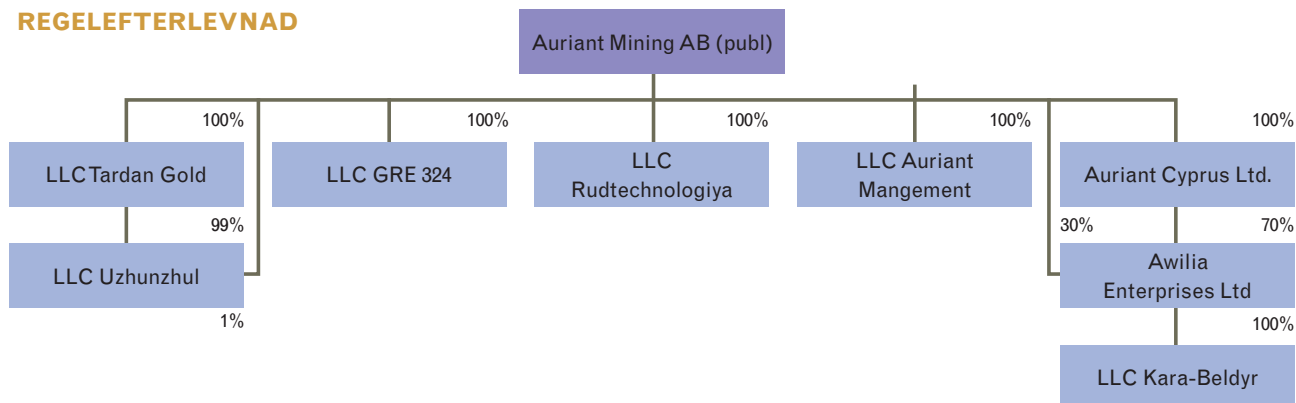 REGELEFTERLEVNAD
Auriant Mining AB (publ)
100%
100%
100%
100%
100%
LLC Tardan Gold
LLC GRE 324
LLC
Rudtechnologiya
LLC Auriant
Mangement
Auriant Cyprus Ltd.
99%
30%
70%
LLC Uzhunzhul
Awilia
Enterprises Ltd
1%
100%
LLC Kara-Beldyr